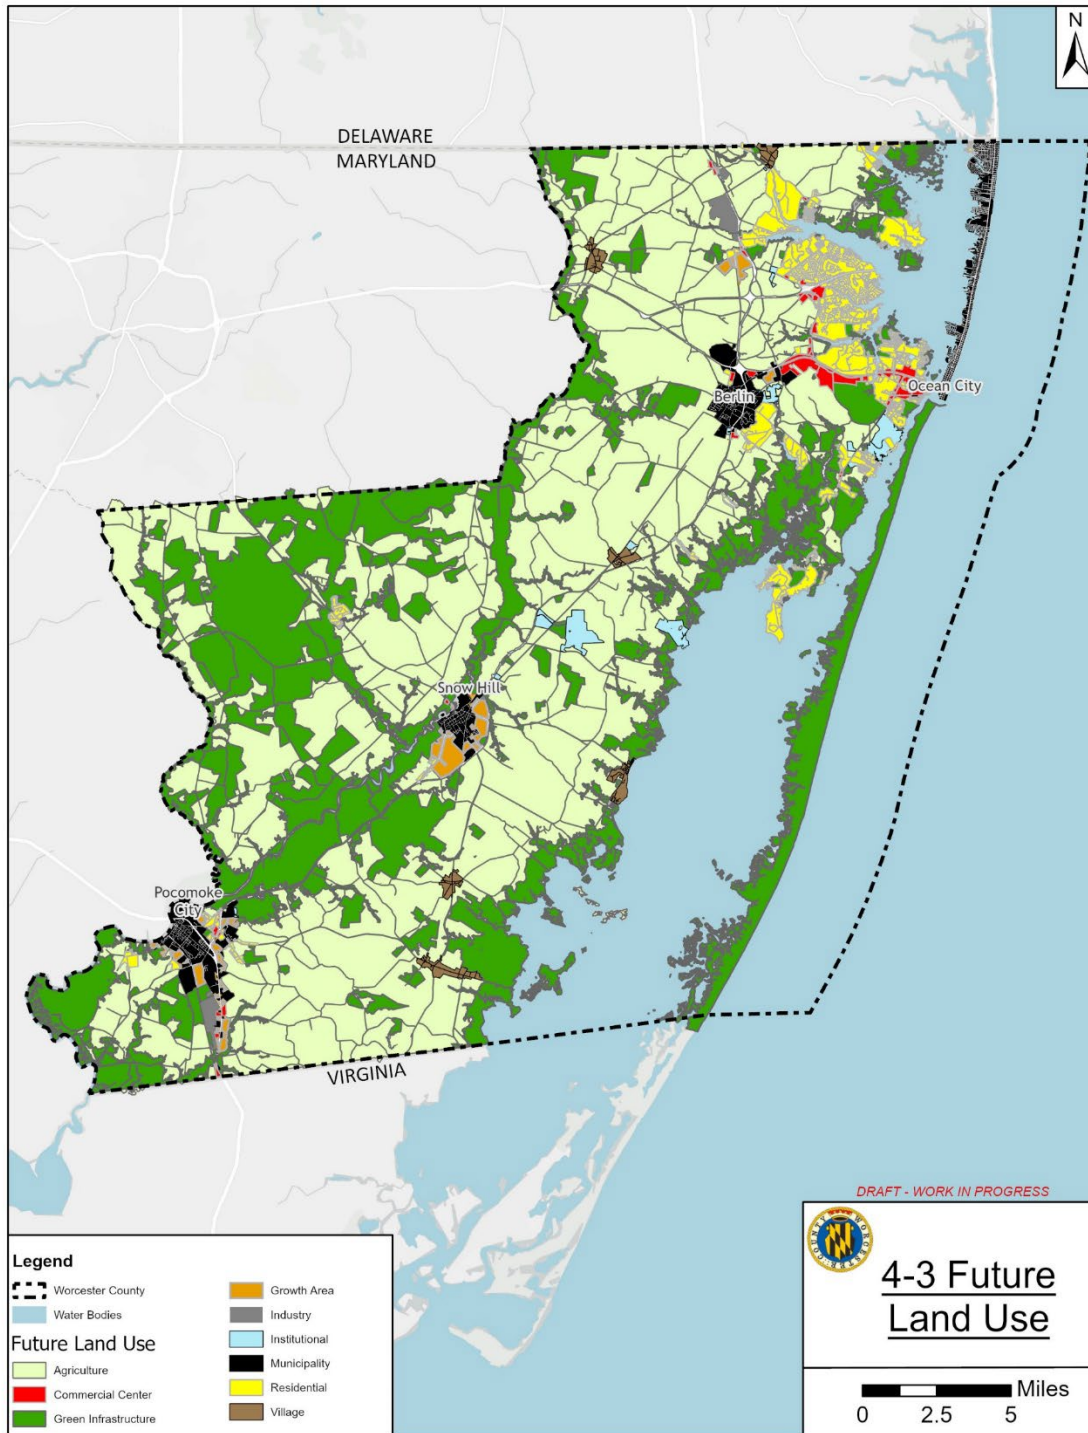 N
DELAWARE
MARYLAND
Berlin
Ocean City
Snow Hill
Pocomoke
City
VIRGINIA
DRAFT - WORK IN PROGRESS
Legend
Worcester County
Water Bodies
Future Land Use
Agriculture
Commercial Center
Green Infrastructure
Growth Area
Industry
Institutional
Municipality
Residential
Village
WORCESTER COUNTY
4-3 Future
Land Use
Miles
0 2.5 5